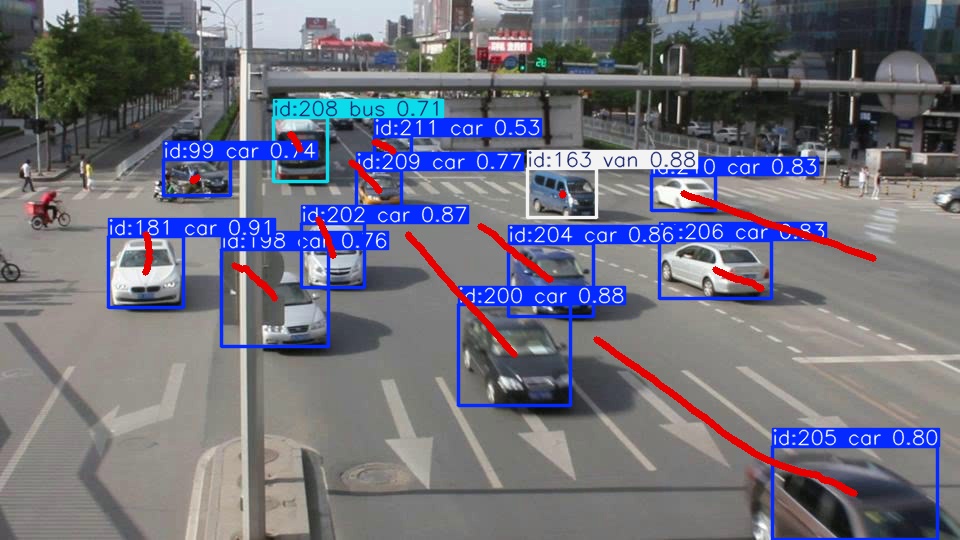 id:208 bus 0.71
id:211 car 0.53
id:99 car 0.74
id:209 car 0.77
id:163 van 0.88
car 0.83
id:202 car 0.87
id:181 car 0.91
id:198 car 0.76
id:204 car 0.86
:206 car 0.83
id:200 car 0.88
id:205 car 0.80
28